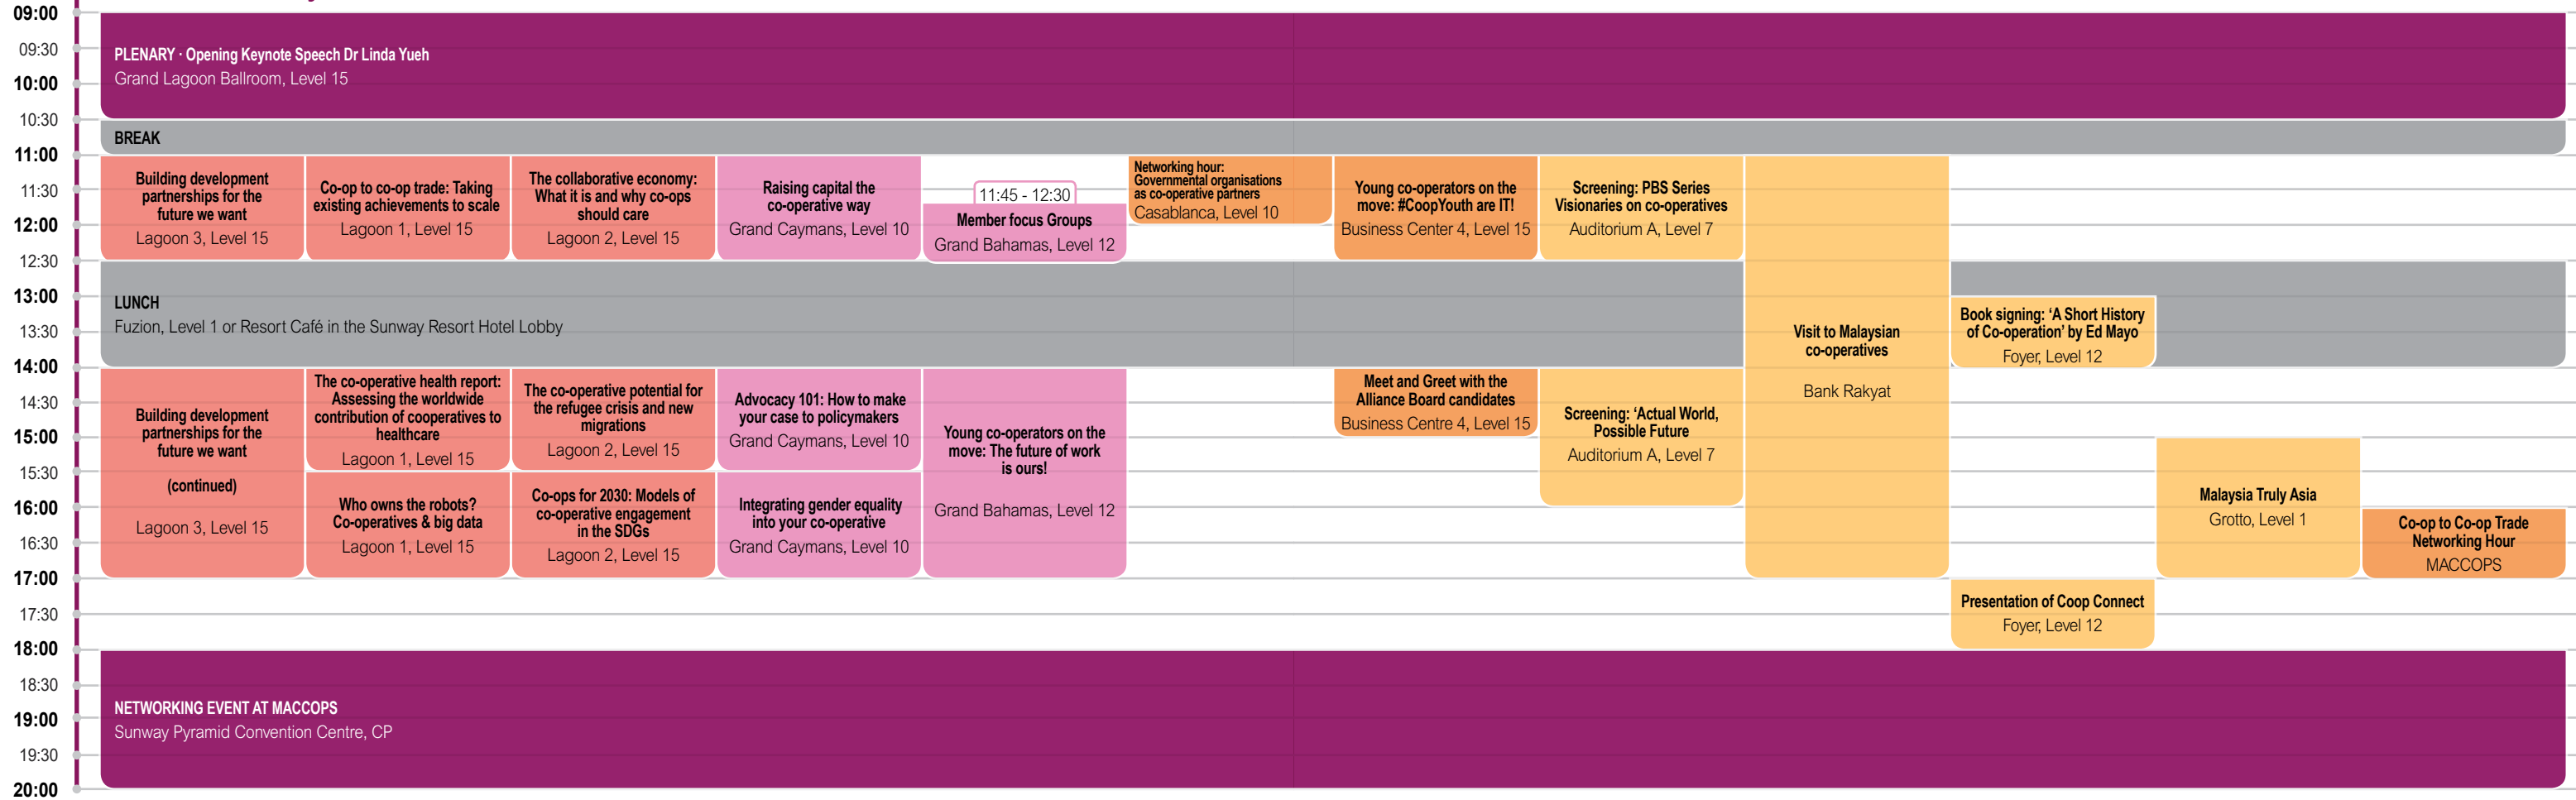 09:00
09:30
10:00
10:30
11:00
11:30
12:00
12:30
13:00
13:30
14:00
14:30
15:00
15:30
16:00
16:30
17:00
17:30
18:00
18:30
19:00
19:30
20:00
PLENARY · Opening Keynote Speech Dr Linda Yueh
Grand Lagoon Ballroom, Level 15
BREAK
Building development
partnerships for the
future we want
Lagoon 3, Level 15
Co-op to co-op trade: Taking
existing achievements to scale
Lagoon 1, Level 15
The collaborative economy:
What it is and why co-ops
should care
Lagoon 2, Level 15
Raising capital the
co-operative way
Grand Caymans, Level 10
11:45 - 12:30
Member focus Groups
Grand Bahamas, Level 12
Networking hour:
Governmental organisations
as co-operative partners
Casablanca, Level 10
Young co-operators on the
move: #CoopYouth are IT!
Business Center 4, Level 15
Screening: PBS Series
Visionaries on co-operatives
Auditorium A, Level 7
Visit to Malaysian
co-operatives
Bank Rakyat
LUNCH
Fuzion, Level 1 or Resort Café in the Sunway Resort Hotel Lobby
Book signing: ‘A Short History
of Co-operation’ by Ed Mayo
Foyer, Level 12
Building development
partnerships for the
future we want
(continued)
Lagoon 3, Level 15
The co-operative health report:
Assessing the worldwide
contribution of cooperatives to
healthcare
Lagoon 1, Level 15
The co-operative potential for
the refugee crisis and new
migrations
Lagoon 2, Level 15
Advocacy 101: How to make
your case to policymakers
Grand Caymans, Level 10
Young co-operators on the
move: The future of work
is ours!
Grand Bahamas, Level 12
Meet and Greet with the
Alliance Board candidates
Business Centre 4, Level 15
Screening: ‘Actual World,
Possible Future
Auditorium A, Level 7
Who owns the robots?
Co-operatives & big data
Lagoon 1, Level 15
Co-ops for 2030: Models of
co-operative engagement
in the SDGs
Lagoon 2, Level 15
Integrating gender equality
into your co-operative
Grand Caymans, Level 10
Malaysia Truly Asia
Grotto, Level 1
Co-op to Co-op Trade
Networking Hour
MACCOPS
Presentation of Coop Connect
Foyer, Level 12
NETWORKING EVENT AT MACCOPS
Sunway Pyramid Convention Centre, CP